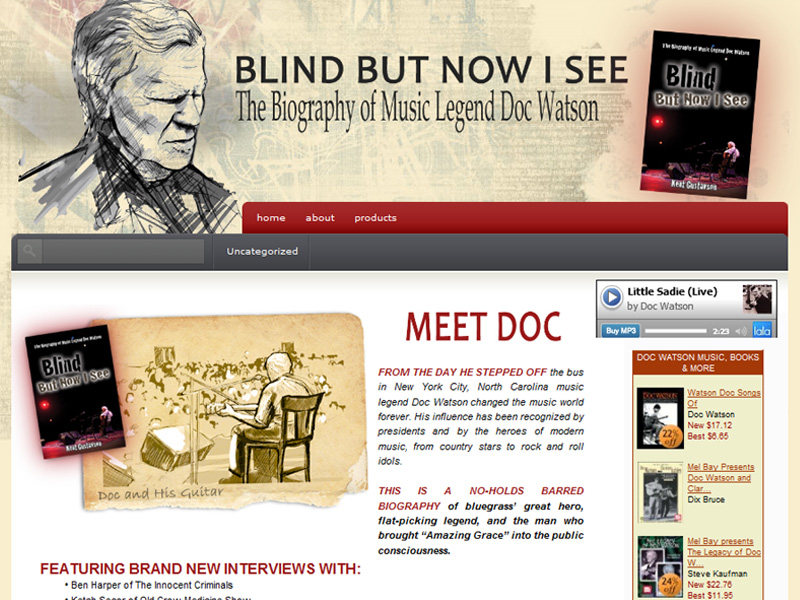 BLIND BUT NOW I SEE
The Biography of Music Legend Doc Watson
The Biography of Music Legend Doc Watson
Blind
But Now I See
Kent Gustavson
home about products
Uncategorized
Little Sadie (Live)
by Doc Watson
Buy MP3 2:23 lala
The Biography of Music Legend Doc Watson
Blind
But Now I See
Kent Gustavson
Doc and His Guitar
MEET DOC
FROM THE DAY HE STEPPED OFF the bus
in New York City, North Carolina music
legend Doc Watson changed the music world
forever. His influence has been recognized by
presidents and by the heroes of modern
music, from country stars to rock and roll
idols.
THIS IS A NO-HOLDS BARRED
BIOGRAPHY of bluegrass' great hero,
flat-picking legend, and the man who
brought “Amazing Grace” into the public
consciousness.
DOC WATSON MUSIC, BOOKS
& MORE
DOC WATSON
22%
off
Watson Doc Songs
Of
Doc Watson
New $17.12
Best $6.65
Mel Bay Presents
Doc Watson and
Clar...
Dix Bruce
24%
off
Mel Bay presents
The Legacy of Doc
W...
Steve Kaufman
New $22.76
Best $11.95
FEATURING BRAND NEW INTERVIEWS WITH:
• Ben Harper of The Innocent Criminals
• Ketch Secor of Old Crow Medicine Show